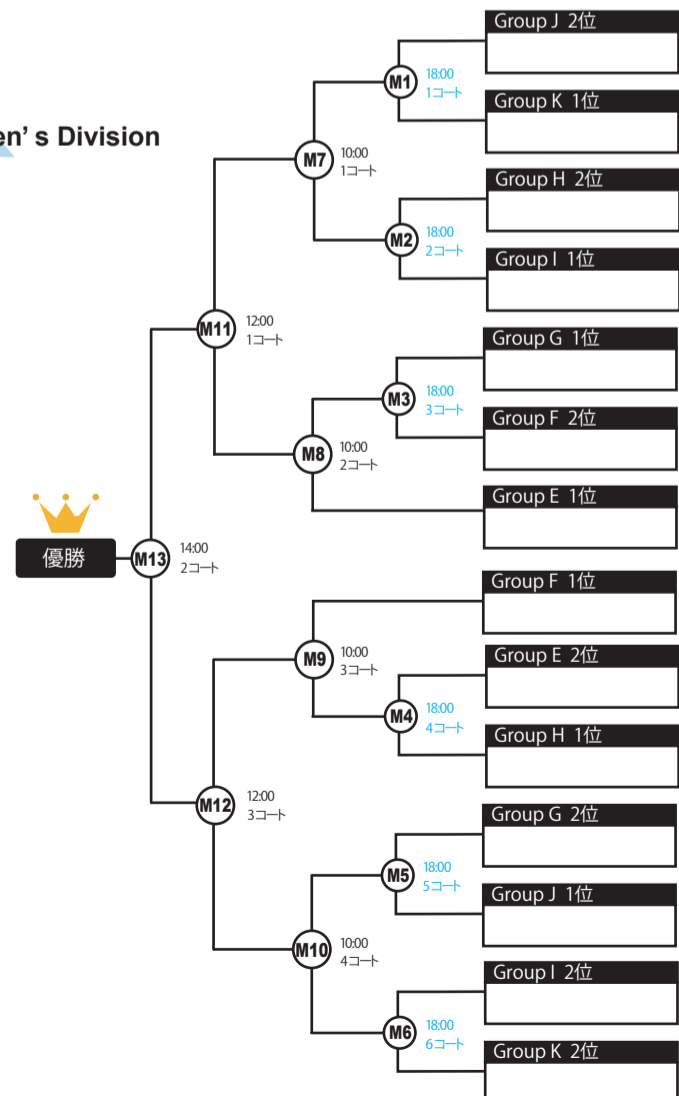 Group J 2位
M1
18:00
1コート
Group K 1位
en's Division
M7
10:00
1コート
Group H 2位
M2
18:00
2コート
Group I 1位
M11
12:00
1コート
Group G 1位
M3
18:00
3コート
Group F 2位
M8
10:00
2コート
Group E 1位
優勝
M13
14:00
2コート
Group F 1位
M9
10:00
3コート
Group E 2位
M4
18:00
4コート
Group H 1位
M12
12:00
3コート
Group G 2位
M5
18:00
5コート
Group J 1位
M10
10:00
4コート
Group I 2位
M6
18:00
6コート
Group K 2位